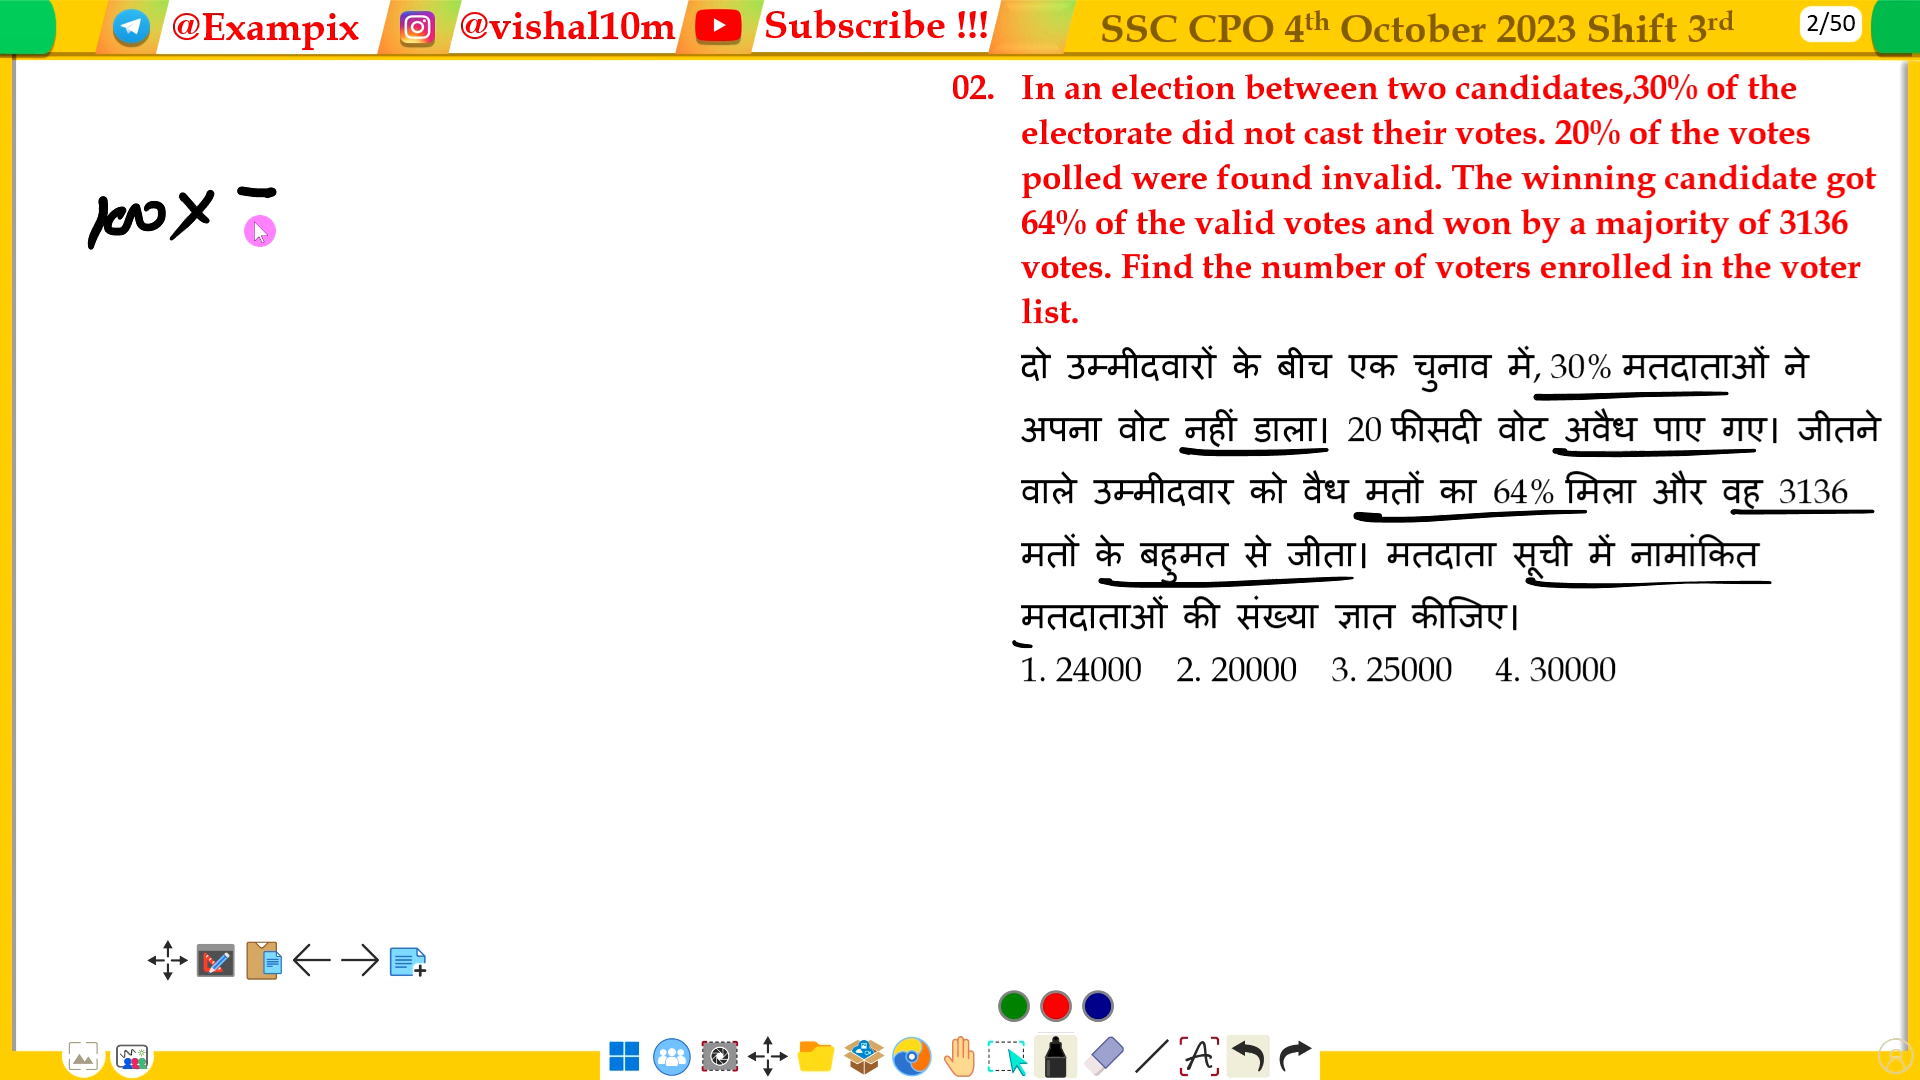 @Exampix @vishal10m Subscribe !!! SSC CPO 4th October 2023 Shift 3rd 2/50
02. In an election between two candidates,30% of the
electorate did not cast their votes. 20% of the votes
polled were found invalid. The winning candidate got
64% of the valid votes and won by a majority of 3136
votes. Find the number of voters enrolled in the voter
list.
दो उम्मीदवारों के बीच एक चुनाव में, 30% मतदाताओं ने
अपना वोट नहीं डाला। 20 फीसदी वोट अवैध पाए गए। जीतने
वाले उम्मीदवार को वैध मतों का 64% मिला और वह 3136
मतों के बहुमत से जीता। मतदाता सूची में नामांकित
मतदाताओं की संख्या ज्ञात कीजिए।
1. 24000 2. 20000 3. 25000 4. 30000
100 x